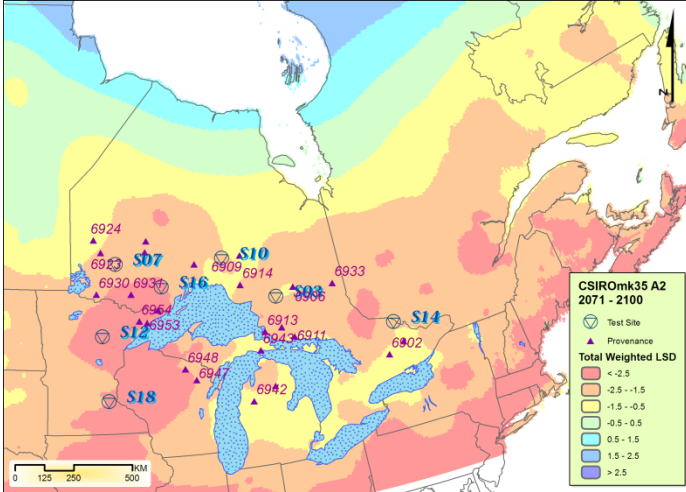 N
6924
S10
S07
6923
6909
6914
6933
S16
6930
6931
S03
6966
CSIROmk35 A2
2071 - 2100
Test Site
Provenance
Total Weighted LSD
< -2.5
-2.5 - -1.5
-1.5 - -0.5
-0.5 - 0.5
0.5 - 1.5
1.5 - 2.5
> 2.5
6953
S14
6913
S12
6943
6911
6902
6948
6947
6942
S18
KM
0 125 250 500